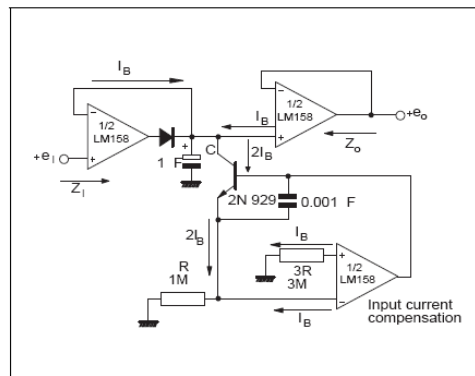 I B
1/2
LM158
+e I
Z I
+
1 F
C
I B
2I B
1/2
LM158
+e o
Z o
2N 929
0.001 F
2I B
R
1M
I B
3R
3M
1/2
LM158
I B
Input current
compensation